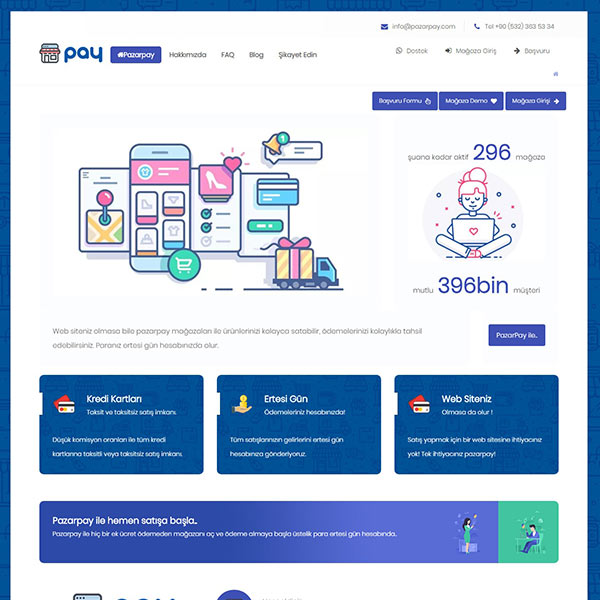 info@pazarpay.com
Tel: +90 (532) 363 53 34
pay
Pazarpay
Hakkımızda
FAQ
Blog
Şikayet Edin
Destek
Mağaza Giriş
Başvuru
Başvuru Formu
Mağaza Demo
Mağaza Girişi
1
şuana kadar aktif 296 mağaza
mutlu 396bin müşteri
Web siteniz olmasa bile pazarpay mağazaları ile ürünlerinizi kolayca satabilir, ödemelerinizi kolaylıkla tahsil
edebilirsiniz. Paranız ertesi gün hesabınızda olur.
PazarPay ile..
Kredi Kartları
Taksit ve taksitsiz satış imkanı.
Düşük komisyon oranları ile tüm kredi
kartlarına taksitli veya taksitsiz satış imkanı.
Ertesi Gün
Ödemeleriniz hesabınızda!
Tüm satışlarınızın gelirlerini ertesi gün
hesabınıza gönderiyoruz.
Web Siteniz
Olmasa da olur !
Satış yapmak için bir web sitesine ihtiyacınız
yok! Tek ihtiyacınız pazarpay!
Pazarpay ile hemen satışa başla..
Pazarpay ile hiç bir ek ücret ödemeden mağazanı aç ve ödeme almaya başla üstelik para ertesi gün hesabında..